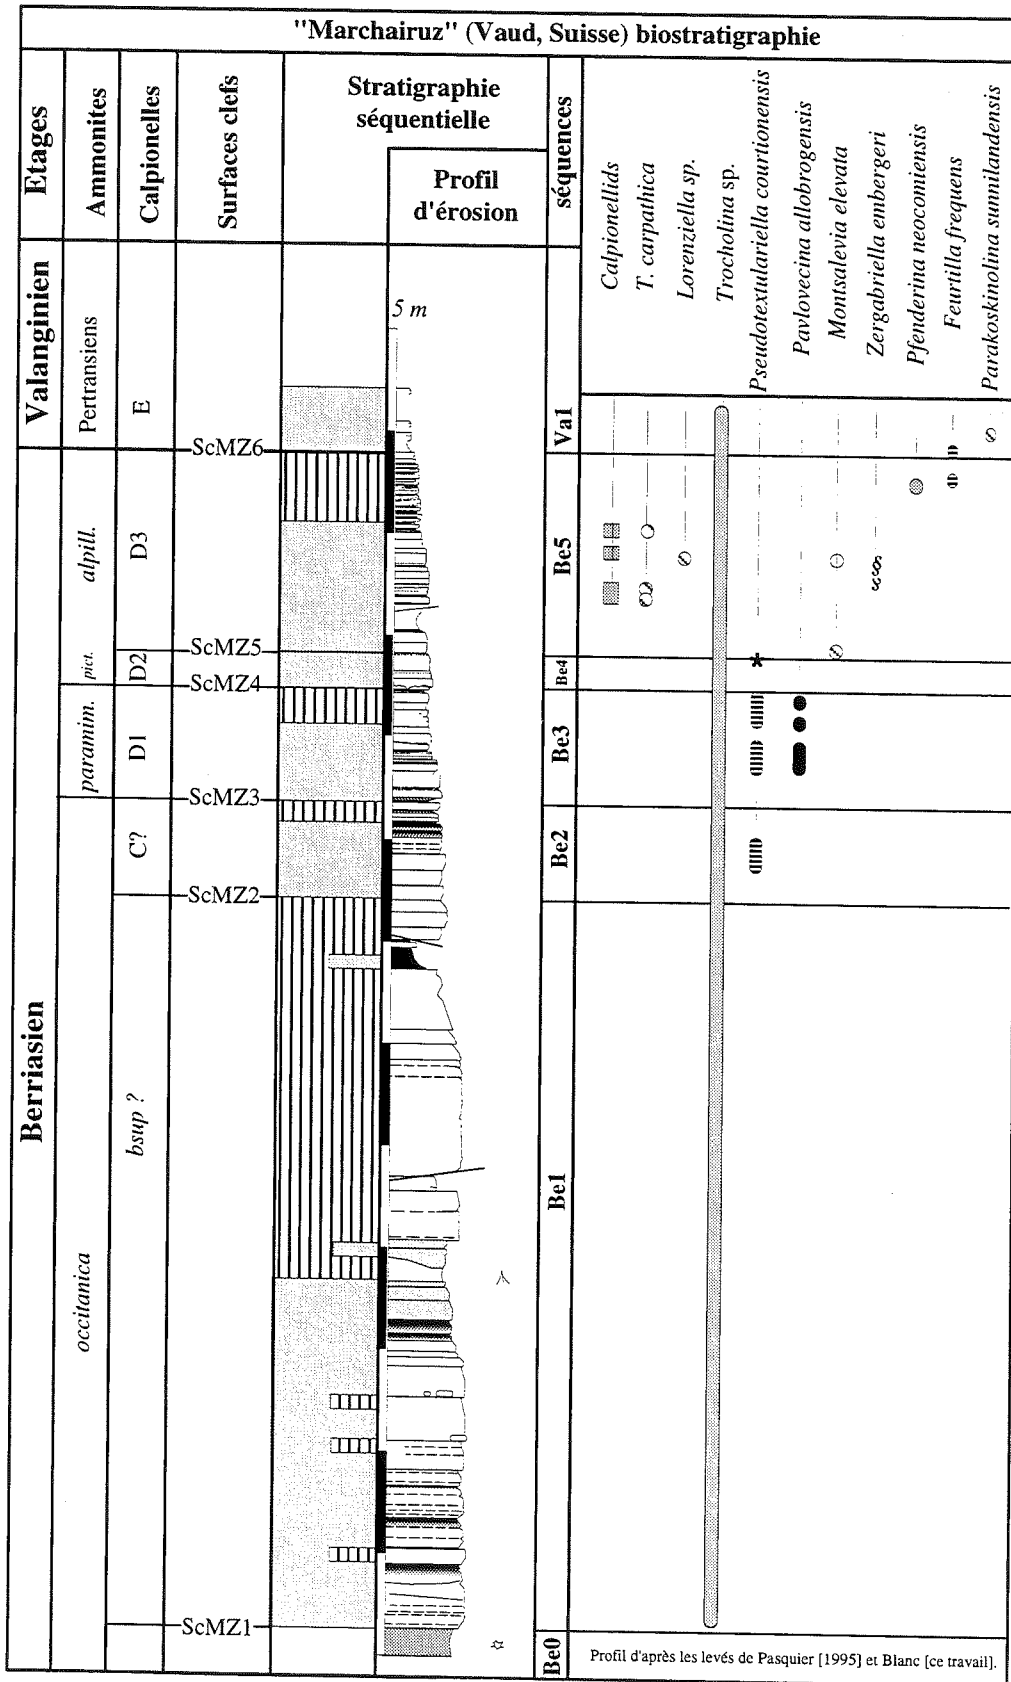 "Marchairuz" (Vaud, Suisse) biostratigraphie
Etages
Ammonites
Calpionelles
Surfaces clefs
Stratigraphie
séquentielle
Profil
d'érosion
séquences
Calpionellids
T. carpathica
Lorenziella sp.
Trocholina sp.
Pseudotextulariella courtionensis
Pavlovecina allobrogensis
Montsalevia elevata
Zergabriella embergeri
Pfenderina neocomiensis
Feurtilla frequens
Parakoskinolina sunnilandensis
Valanginien
Pertransiens
E
5 m
Va1
ScMZ6
alpill.
D3
Be5
ScMZ5
pict.
D2
Be4
ScMZ4
paramim.
D1
Be3
ScMZ3
C?
Be2
ScMZ2
Berriasien
occitanica
bsup ?
Be1
ScMZ1
Be0
Profil d'après les levés de Pasquier [1995] et Blanc [ce travail].